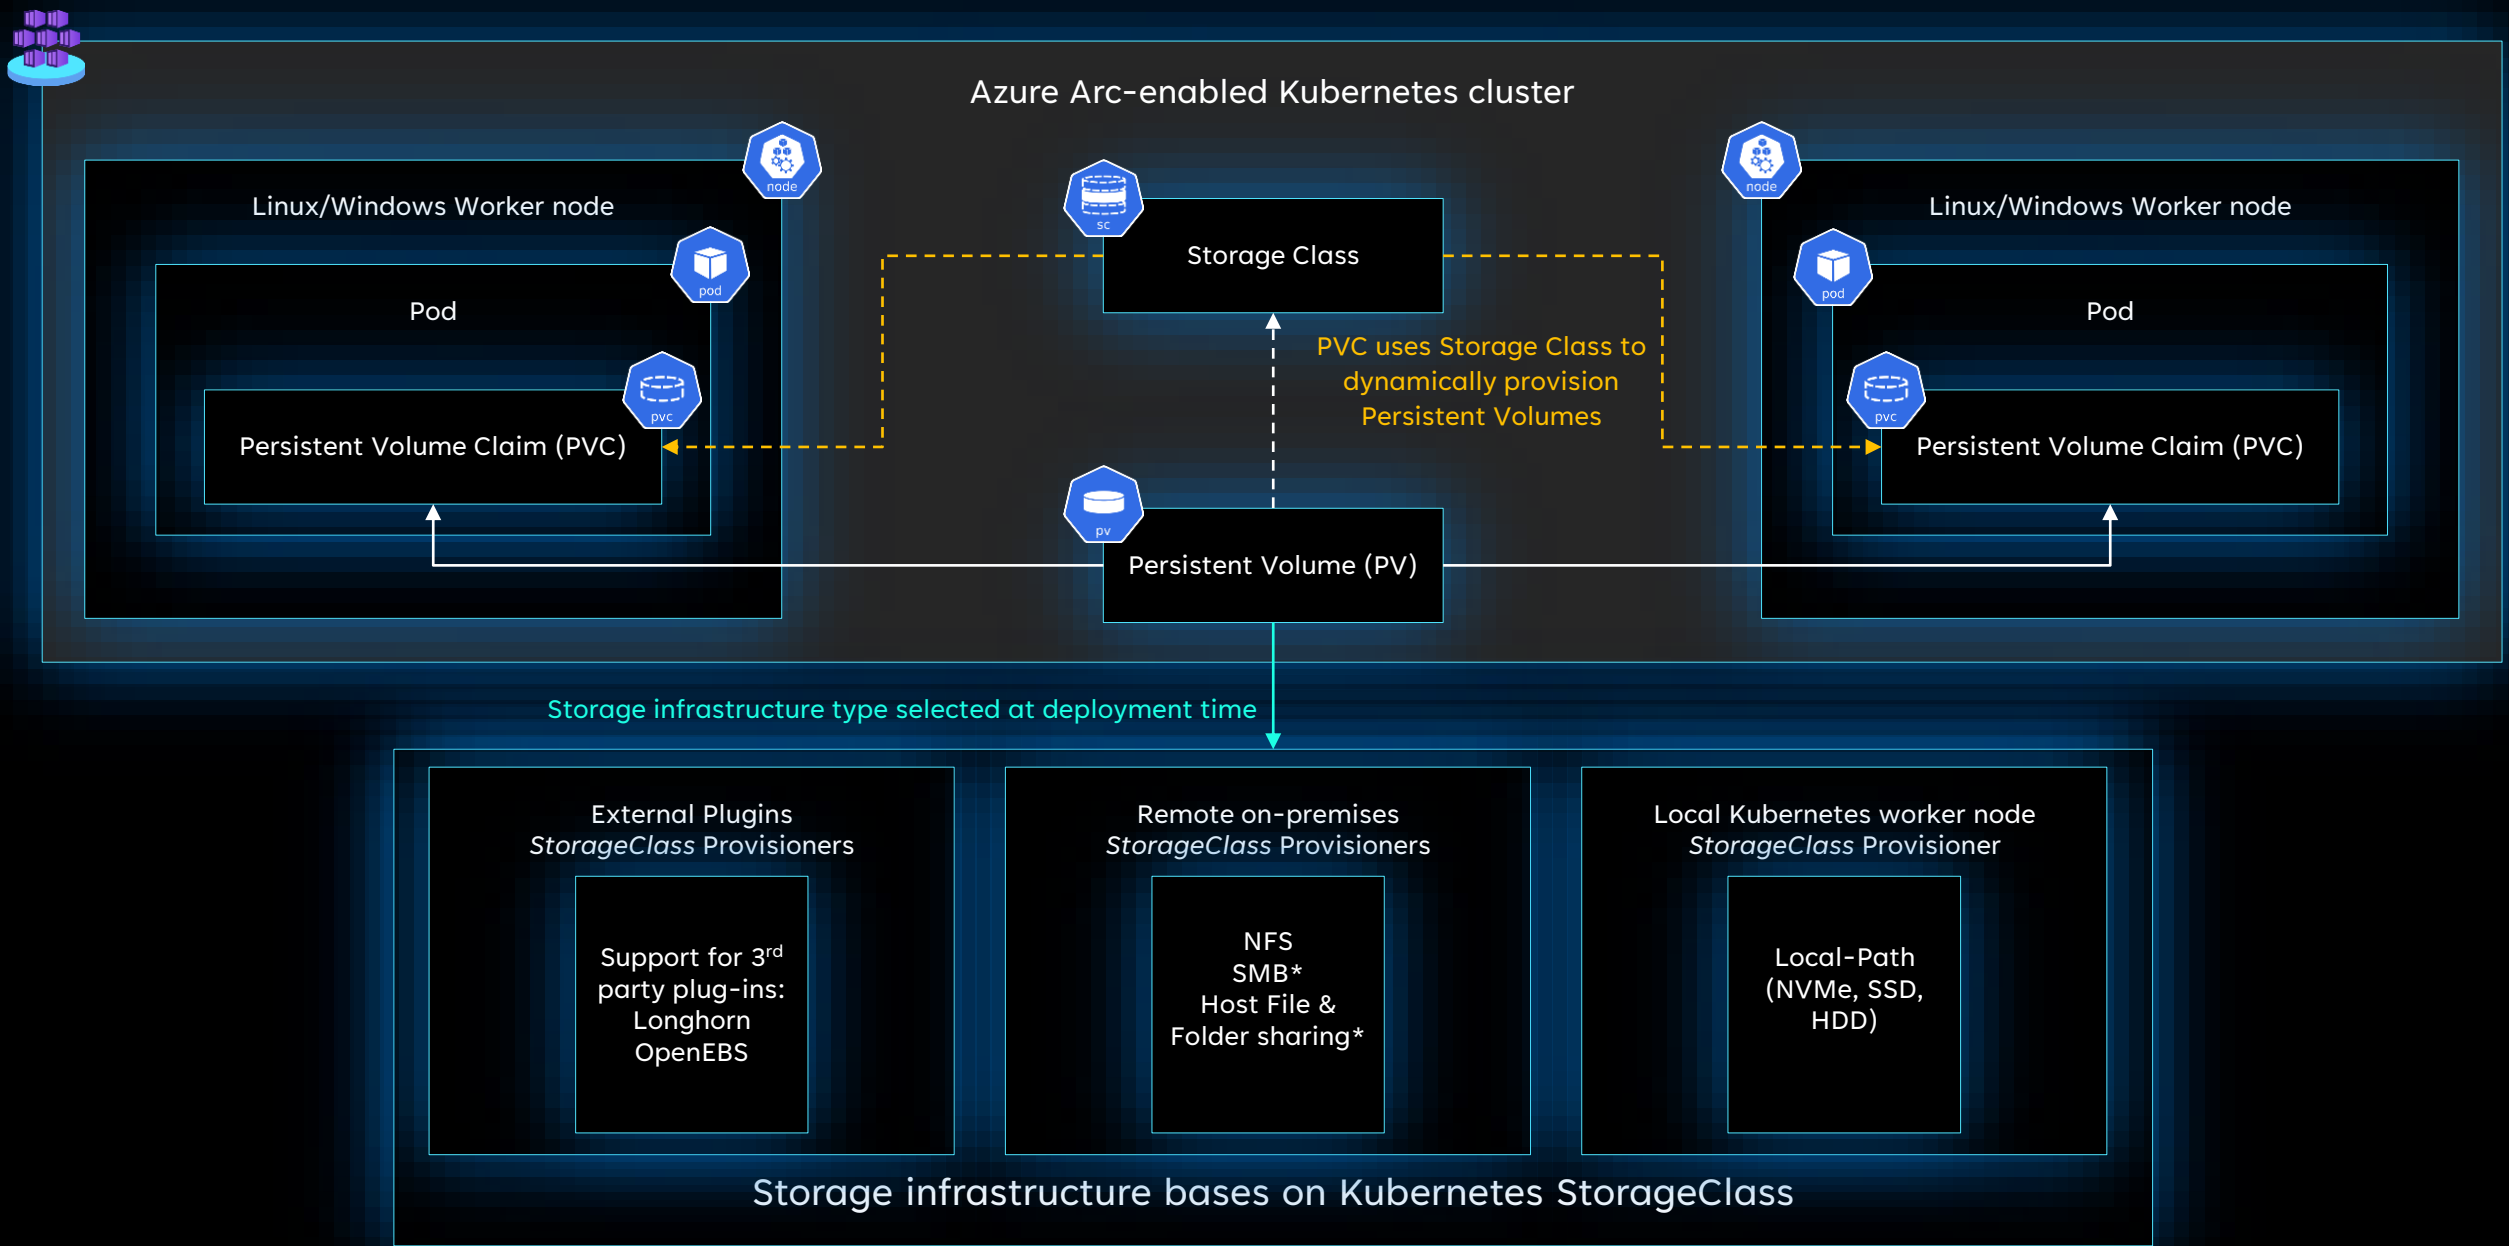 Azure Arc-enabled Kubernetes cluster
node
Linux/Windows Worker node
pod
Pod
pvc
Persistent Volume Claim (PVC)
sc
Storage Class
PVC uses Storage Class to
dynamically provision
Persistent Volumes
pv
Persistent Volume (PV)
node
Linux/Windows Worker node
pod
Pod
pvc
Persistent Volume Claim (PVC)
Storage infrastructure type selected at deployment time
External Plugins
StorageClass Provisioners
Support for 3rd
party plug-ins:
Longhorn
OpenEBS
Remote on-premises
StorageClass Provisioners
NFS
SMB*
Host File &
Folder sharing*
Local Kubernetes worker node
StorageClass Provisioner
Local-Path
(NVMe, SSD,
HDD)
Storage infrastructure bases on Kubernetes StorageClass